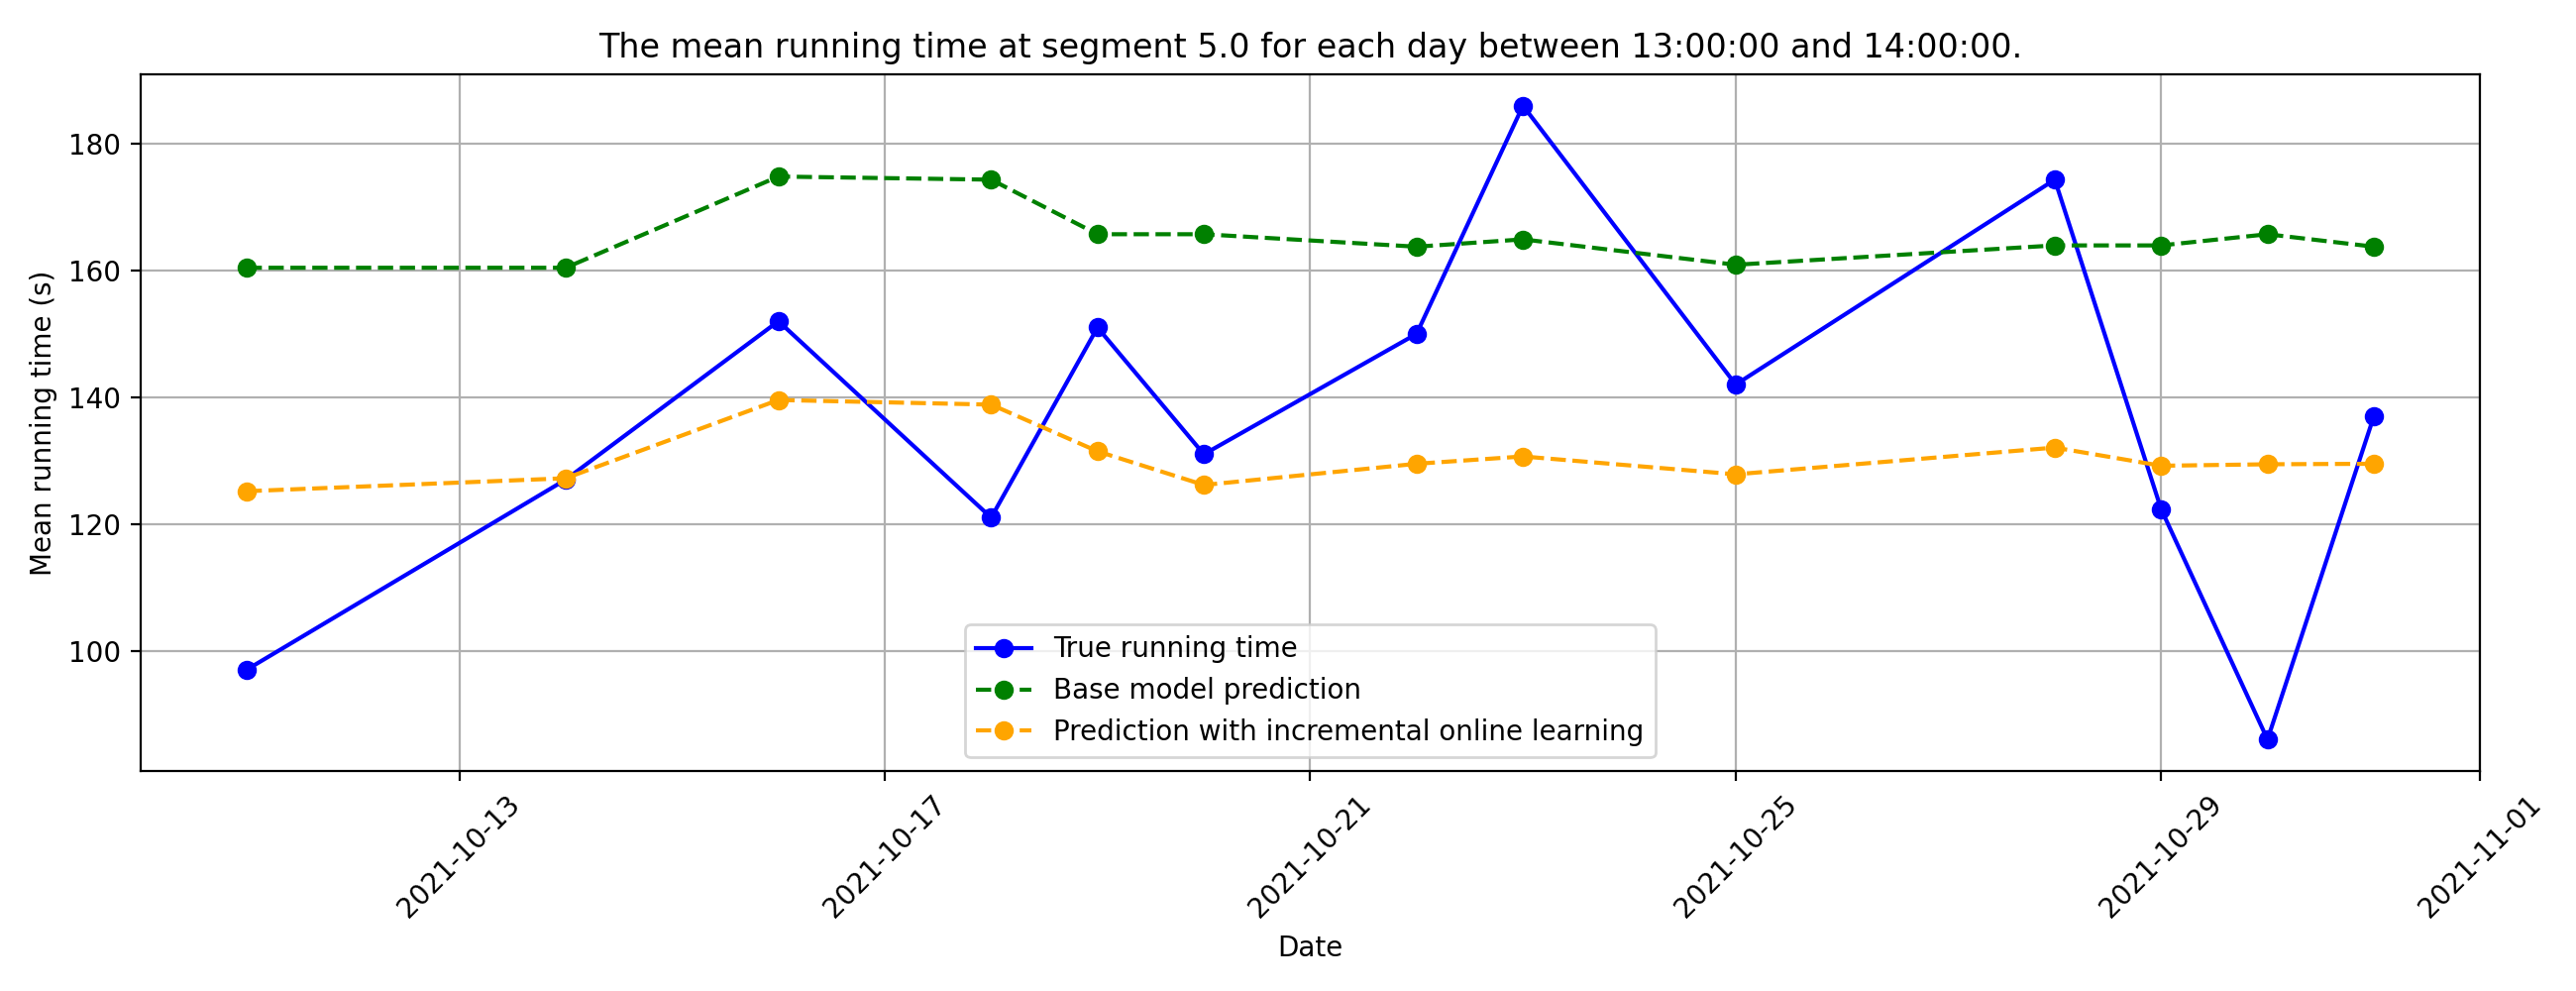 The mean running time at segment 5.0 for each day between 13:00:00 and 14:00:00.
Mean running time (s)
180
160
140
120
100
True running time
Base model prediction
Prediction with incremental online learning
2021-10-13
2021-10-17
2021-10-21
2021-10-25
2021-10-29
2021-11-01
Date